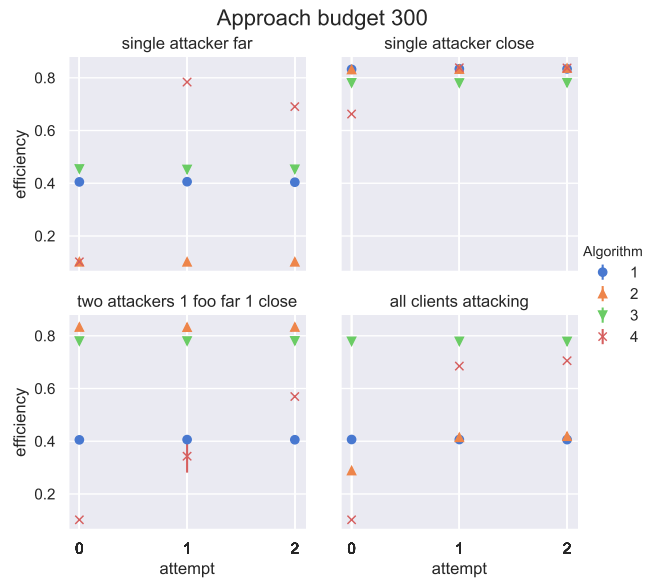 Approach budget 300
single attacker far
single attacker close
0.8
0.6
0.4
0.2
efficiency
two attackers 1 foo far 1 close
all clients attacking
0.8
0.6
0.4
0.2
efficiency
0 1 2
0 1 2
attempt
attempt
Algorithm
1
2
3
4